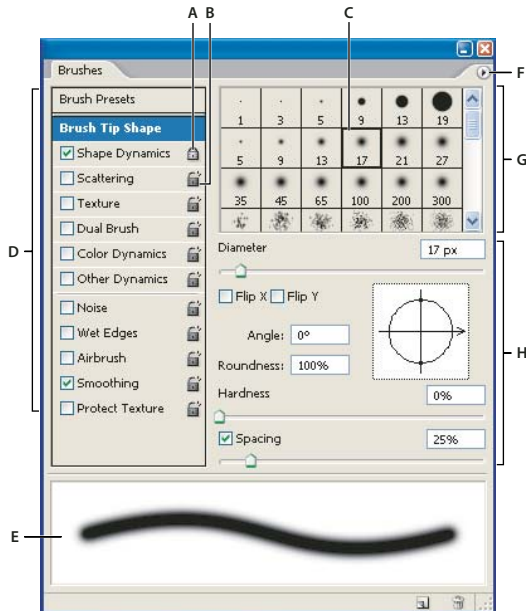 A B C
F
Brushes
Brush Presets
Brush Tip Shape
Shape Dynamics
Scattering
Texture
Dual Brush
Color Dynamics
Other Dynamics
Noise
Wet Edges
Airbrush
Smoothing
Protect Texture
D
1 3 5 9 13 19
5 9 13 17 21 27
35 45 65 100 200 300
G
Diameter 17 px
Flip X Flip Y
Angle: 0º
Roundness: 100%
Hardness 0%
Spacing 25%
H
E